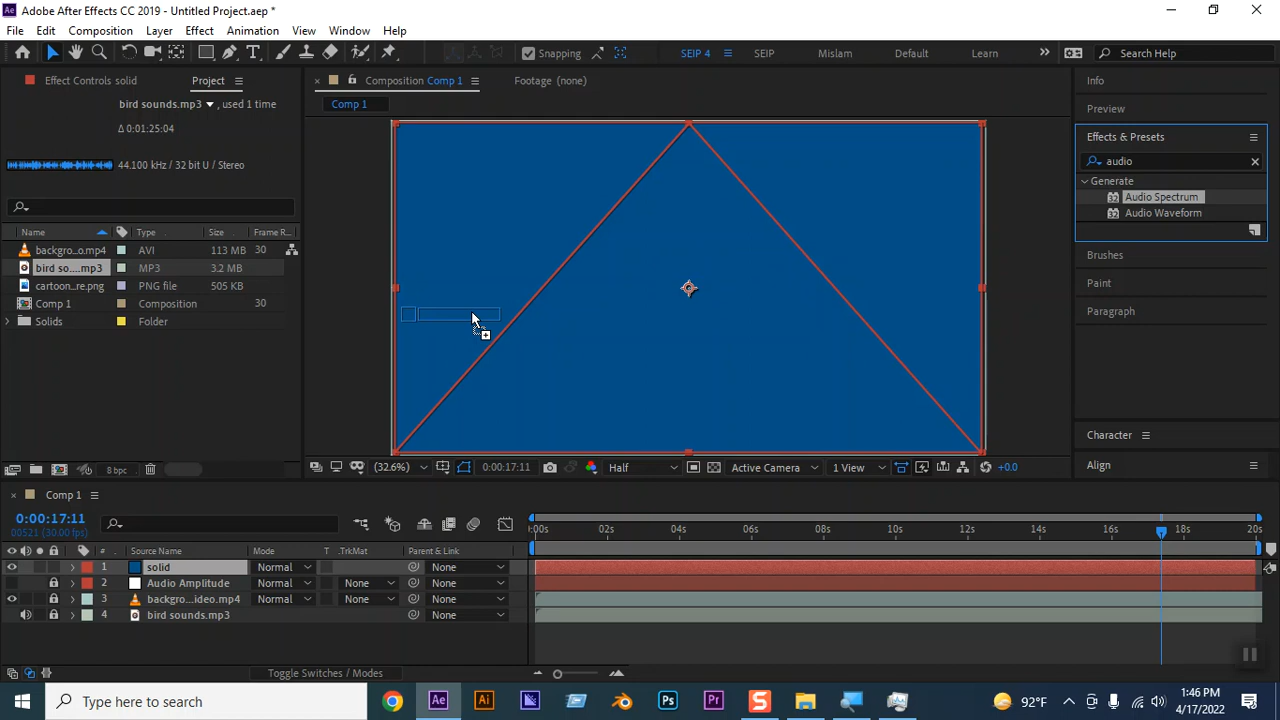 Ae Adobe After Effects CC 2019 - Untitled Project.aep *
File Edit Composition Layer Effect Animation View Window Help
Snapping SEIP 4 SEIP Mislam Default Learn Search Help
Effect Controls solid Project
Composition Comp 1 Footage (none) Info
bird sounds.mp3 , used 1 time
Comp 1
Preview
Δ 0:01:25:04
Effects & Presets
44.100 kHz / 32 bit U / Stereo
audio
Generate
32 Audio Spectrum
32 Audio Waveform
Name Type Size Frame R...
backgro...o.mp4 AVI 113 MB 30
bird so....mp3 MP3 3.2 MB
cartoon...re.png PNG file 505 KB
Comp 1 Composition 30
Solids Folder
Brushes
Paint
Paragraph
Character
Align
8 bpc
(32.6%) 0:00:17:11 Half Active Camera 1 View +0.0
Comp 1
0:00:17:11
00521 (30.00 fps)
:00s 02s 04s 06s 08s 10s 12s 14s 16s 18s 20s
# Source Name Mode T .TrkMat Parent & Link
1 solid Normal None
2 Audio Amplitude Normal None None
3 backgro...ideo.mp4 Normal None None
4 bird sounds.mp3 None
Toggle Switches / Modes
Type here to search Ae Ai Ps Pr S 92°F 1:46 PM
4/17/2022